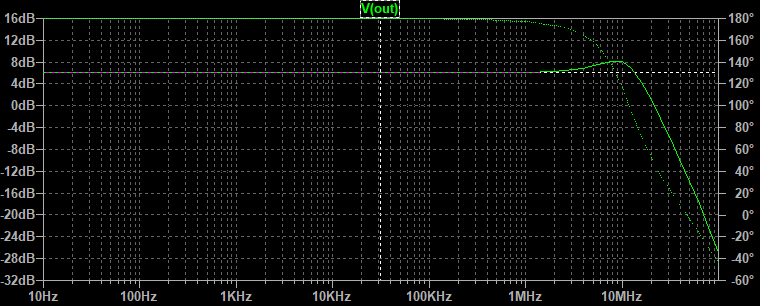 V(out)
16dB
12dB
8dB
4dB
0dB
-4dB
-8dB
-12dB
-16dB
-20dB
-24dB
-28dB
-32dB
180°
160°
140°
120°
100°
80°
60°
40°
20°
0°
-20°
-40°
-60°
10Hz 100Hz 1KHz 10KHz 100KHz 1MHz 10MHz